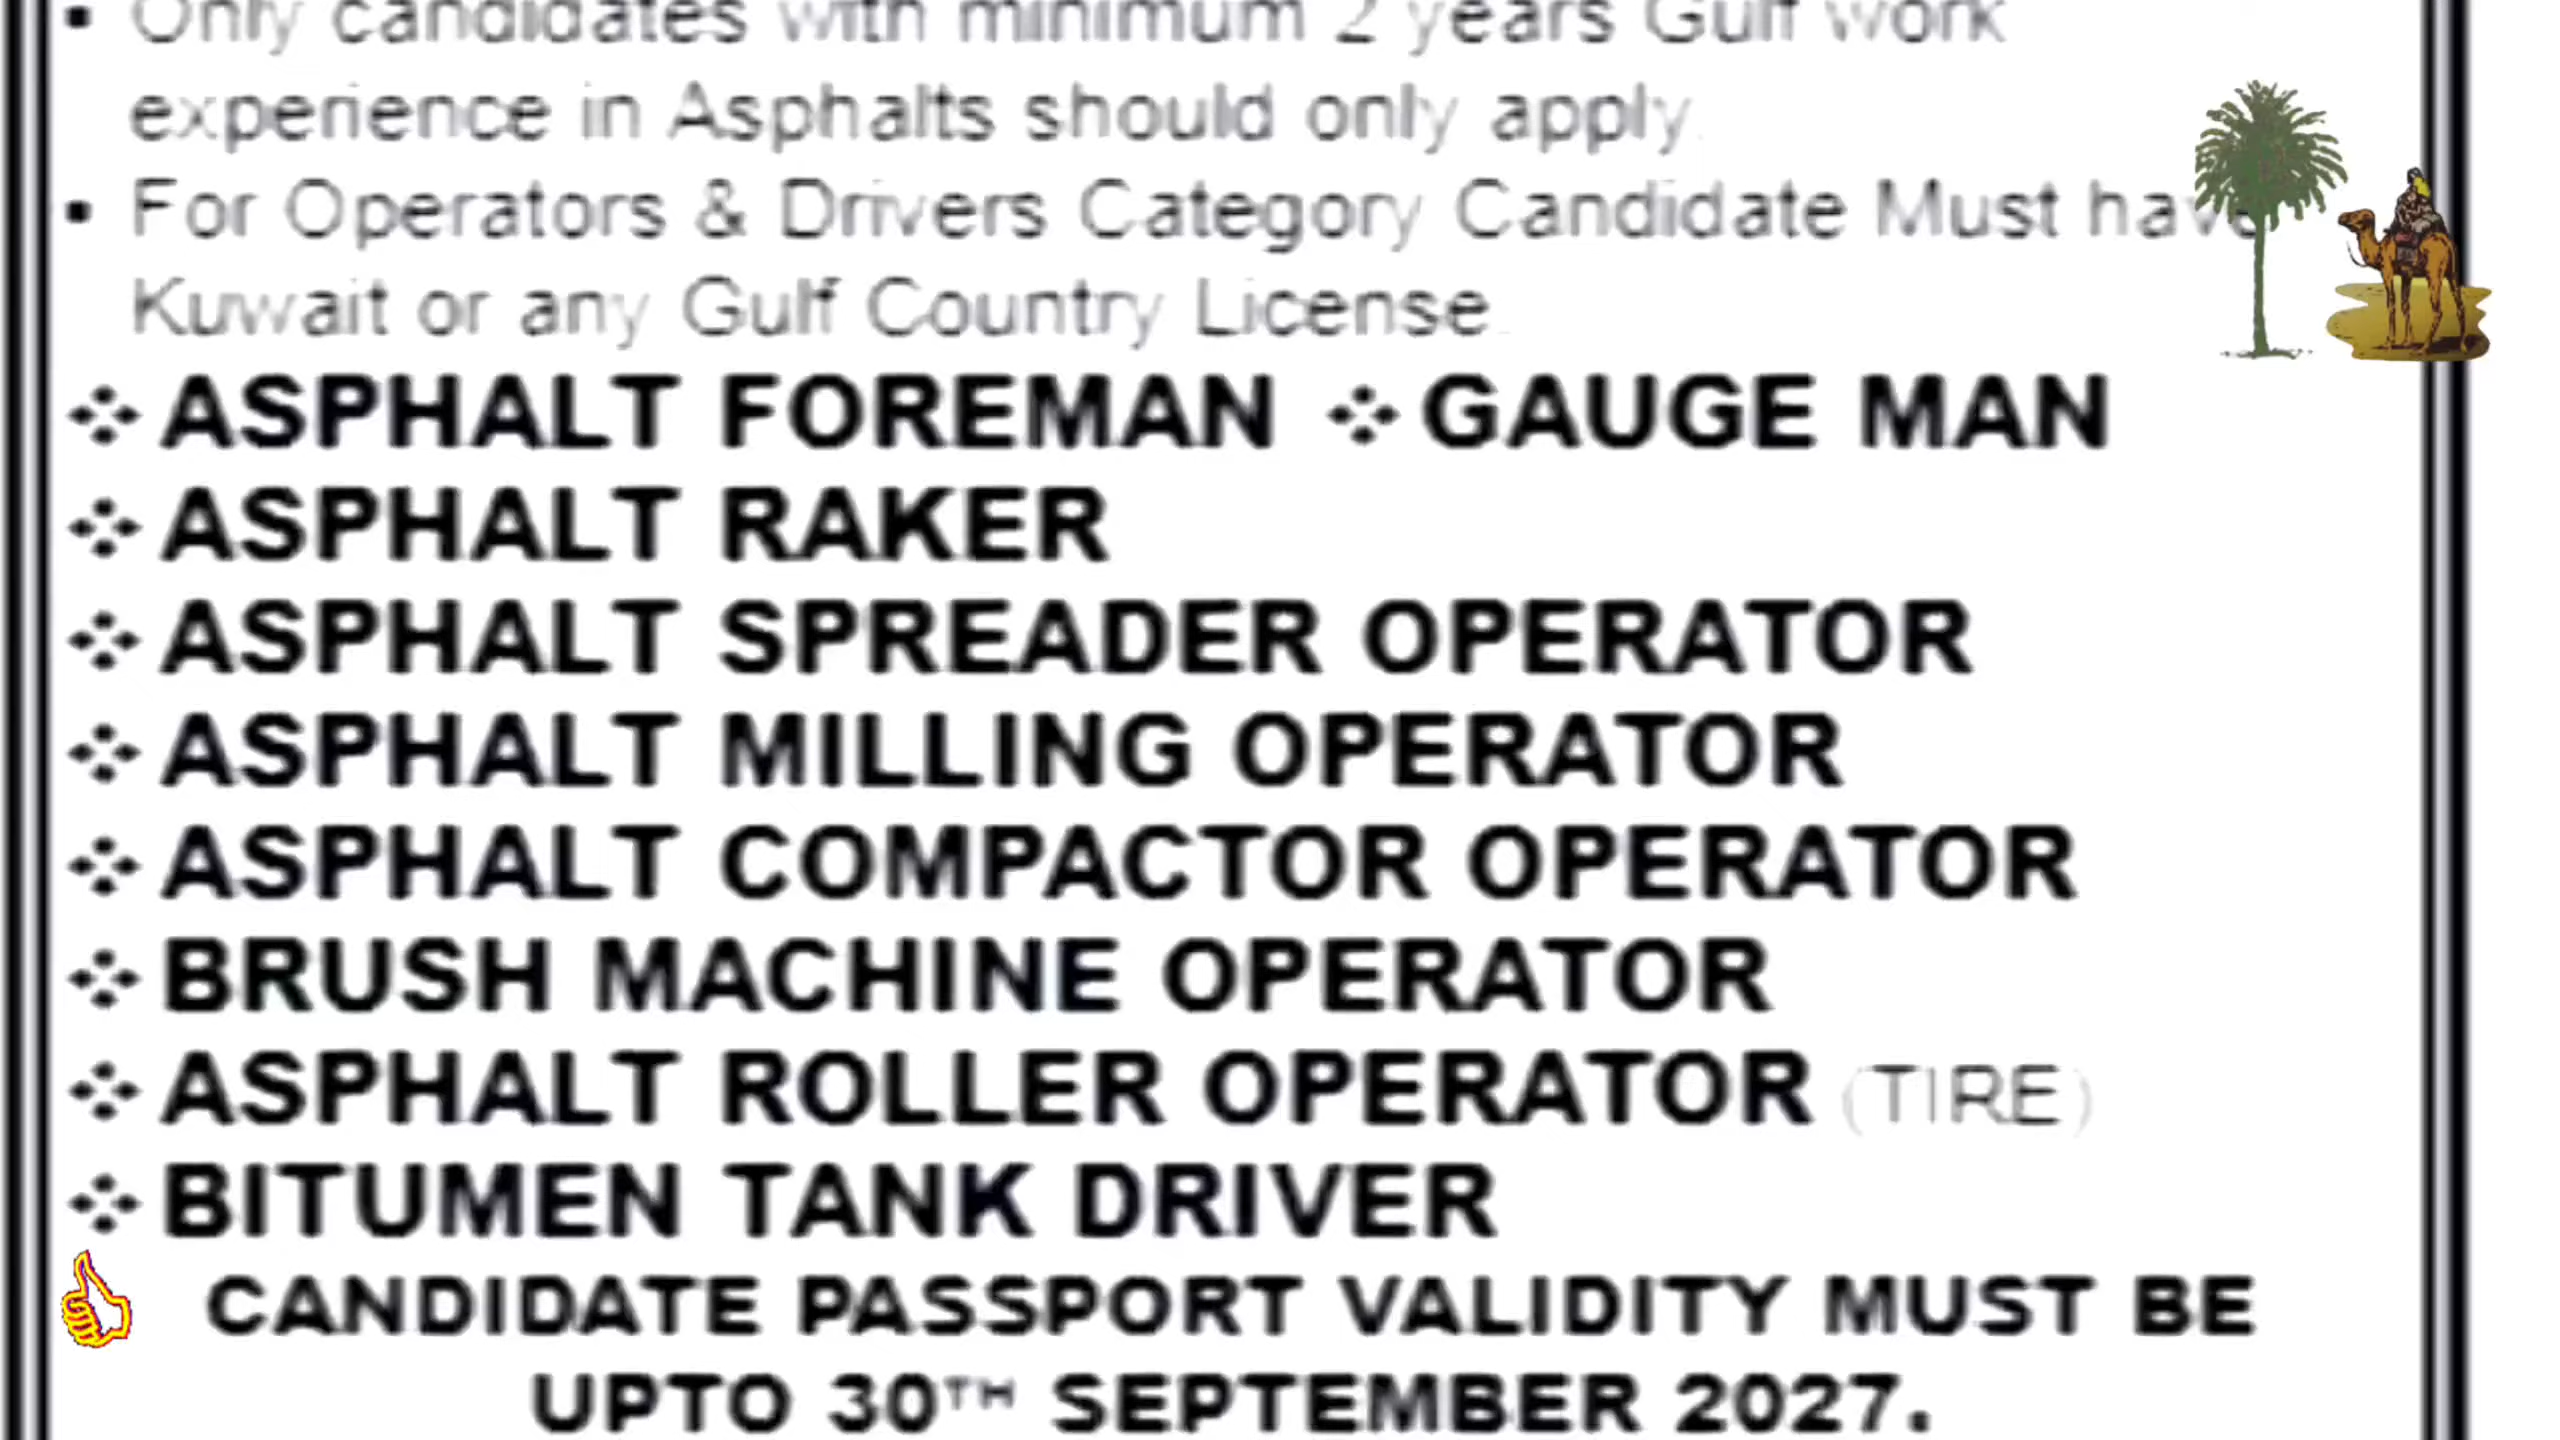 • Only candidates with minimum 2 years Gulf work
experience in Asphalts should only apply.
• For Operators & Drivers Category Candidate Must have
Kuwait or any Gulf Country License.
❖ ASPHALT FOREMAN ❖ GAUGE MAN
❖ ASPHALT RAKER
❖ ASPHALT SPREADER OPERATOR
❖ ASPHALT MILLING OPERATOR
❖ ASPHALT COMPACTOR OPERATOR
❖ BRUSH MACHINE OPERATOR
❖ ASPHALT ROLLER OPERATOR (TIRE)
❖ BITUMEN TANK DRIVER
CANDIDATE PASSPORT VALIDITY MUST BE
UPTO 30TH SEPTEMBER 2027.